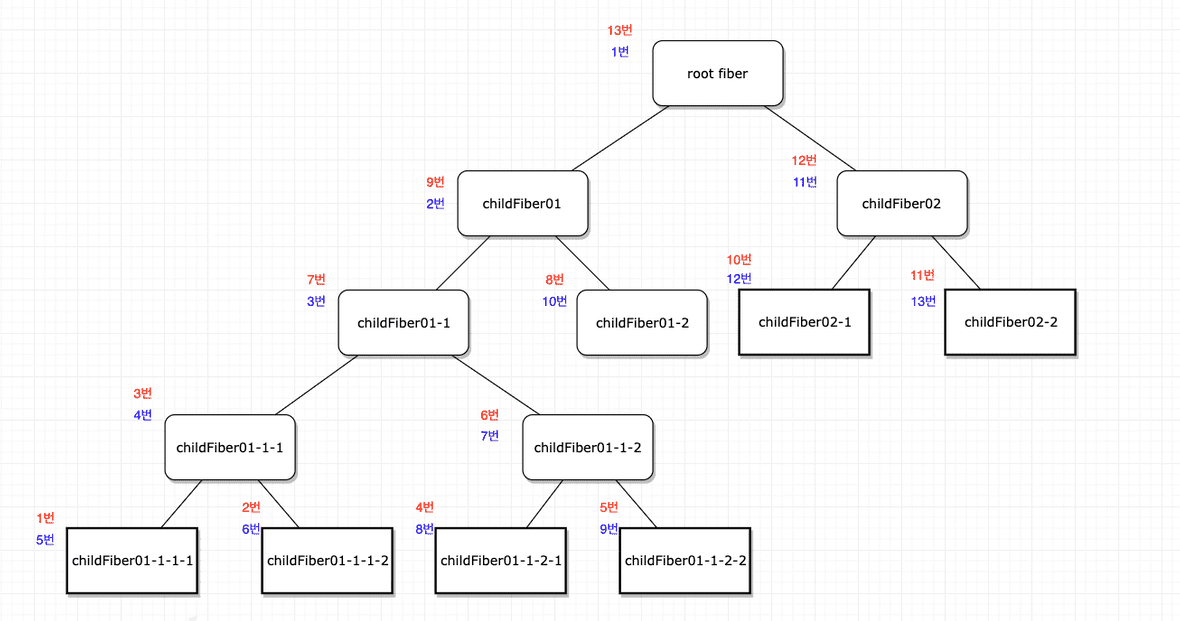 13번
1번
root fiber
12번
11번
childFiber02
9번
2번
childFiber01
7번
3번
childFiber01-1
8번
10번
childFiber01-2
10번
12번
childFiber02-1
11번
13번
childFiber02-2
3번
4번
childFiber01-1-1
6번
7번
childFiber01-1-2
1번
5번
childFiber01-1-1-1
2번
6번
childFiber01-1-1-2
4번
8번
childFiber01-1-2-1
5번
9번
childFiber01-1-2-2